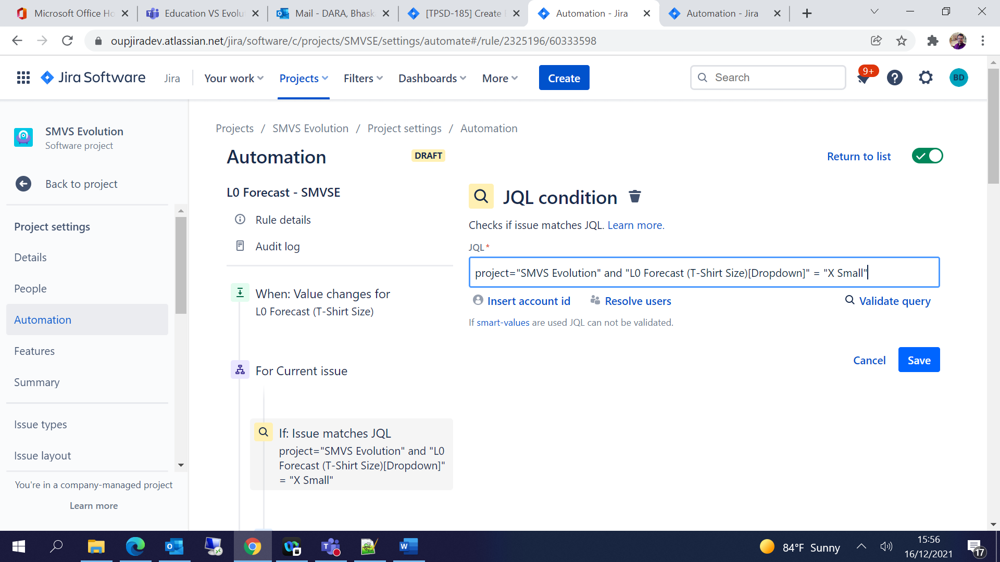 Microsoft Office Ho
Education VS Evolu
Mail - DARA, Bhask
[TPSD-185] Create
Automation - Jira
Automation - Jira
oupjiradev.atlassian.net/jira/software/c/projects/SMVSE/settings/automate#/rule/2325196/60333598
Jira Software
Jira
Your work
Projects
Filters
Dashboards
More
Create
Search
9+
BD
SMVS Evolution
Software project
Back to project
Project settings
Details
People
Automation
Features
Summary
Issue types
Issue layout
You're in a company-managed project
Learn more
Projects / SMVS Evolution / Project settings / Automation
Automation
DRAFT
Return to list
L0 Forecast - SMVSE
Rule details
Audit log
When: Value changes for
L0 Forecast (T-Shirt Size)
For Current issue
If: Issue matches JQL
project="SMVS Evolution" and "L0
Forecast (T-Shirt Size)[Dropdown]"
= "X Small"
JQL condition
Checks if issue matches JQL. Learn more.
JQL*
project="SMVS Evolution" and "L0 Forecast (T-Shirt Size)[Dropdown]" = "X Small"
Insert account id
Resolve users
Validate query
If smart-values are used JQL can not be validated.
Cancel
Save
84°F Sunny
15:56
16/12/2021
17